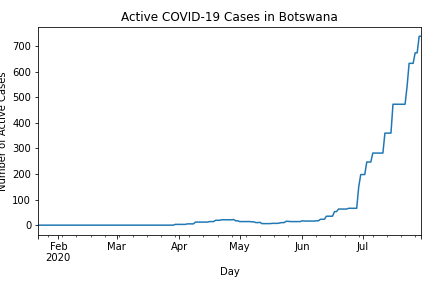 Active COVID-19 Cases in Botswana
Number of Active Cases
700
600
500
400
300
200
100
0
Feb Mar Apr May Jun Jul
2020
Day